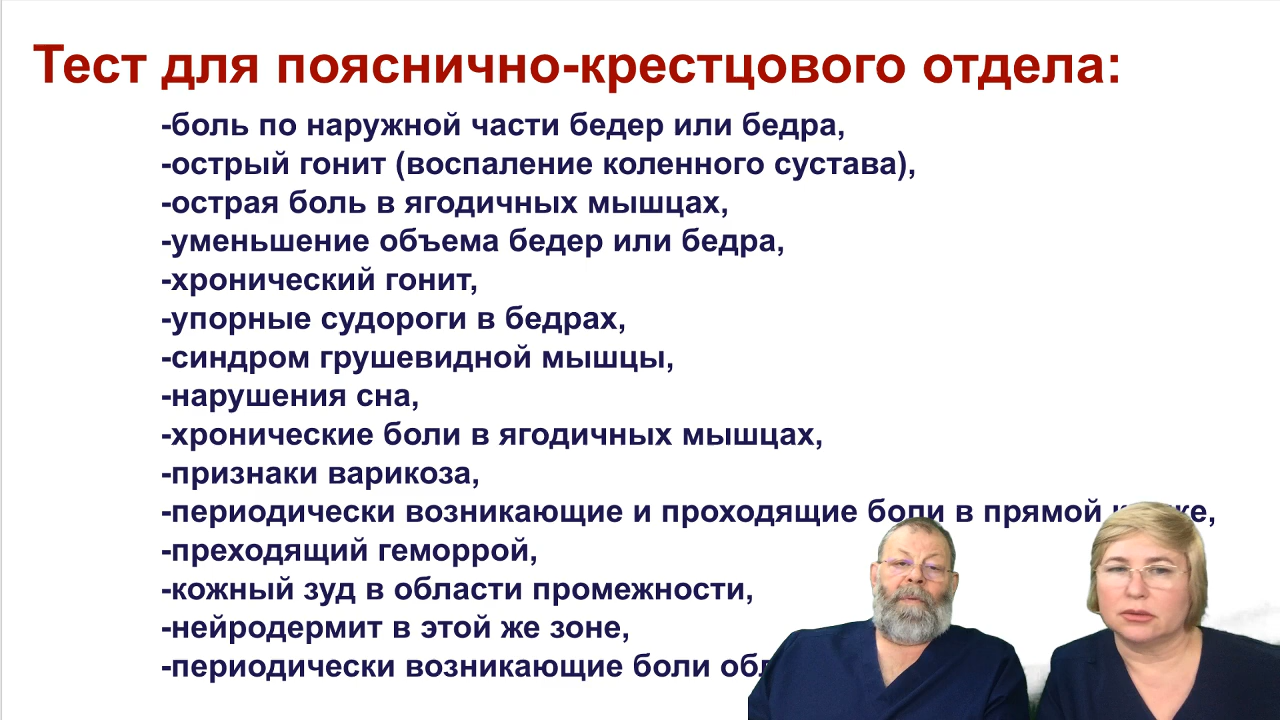 Тест для пояснично-крестцового отдела:
-боль по наружной части бедер или бедра,
-острый гонит (воспаление коленного сустава),
-острая боль в ягодичных мышцах,
-уменьшение объема бедер или бедра,
-хронический гонит,
-упорные судороги в бедрах,
-синдром грушевидной мышцы,
-нарушения сна,
-хронические боли в ягодичных мышцах,
-признаки варикоза,
-периодически возникающие и проходящие боли в прямой
-преходящий геморрой,
-кожный зуд в области промежности,
-нейродермит в этой же зоне,
-периодически возникающие боли